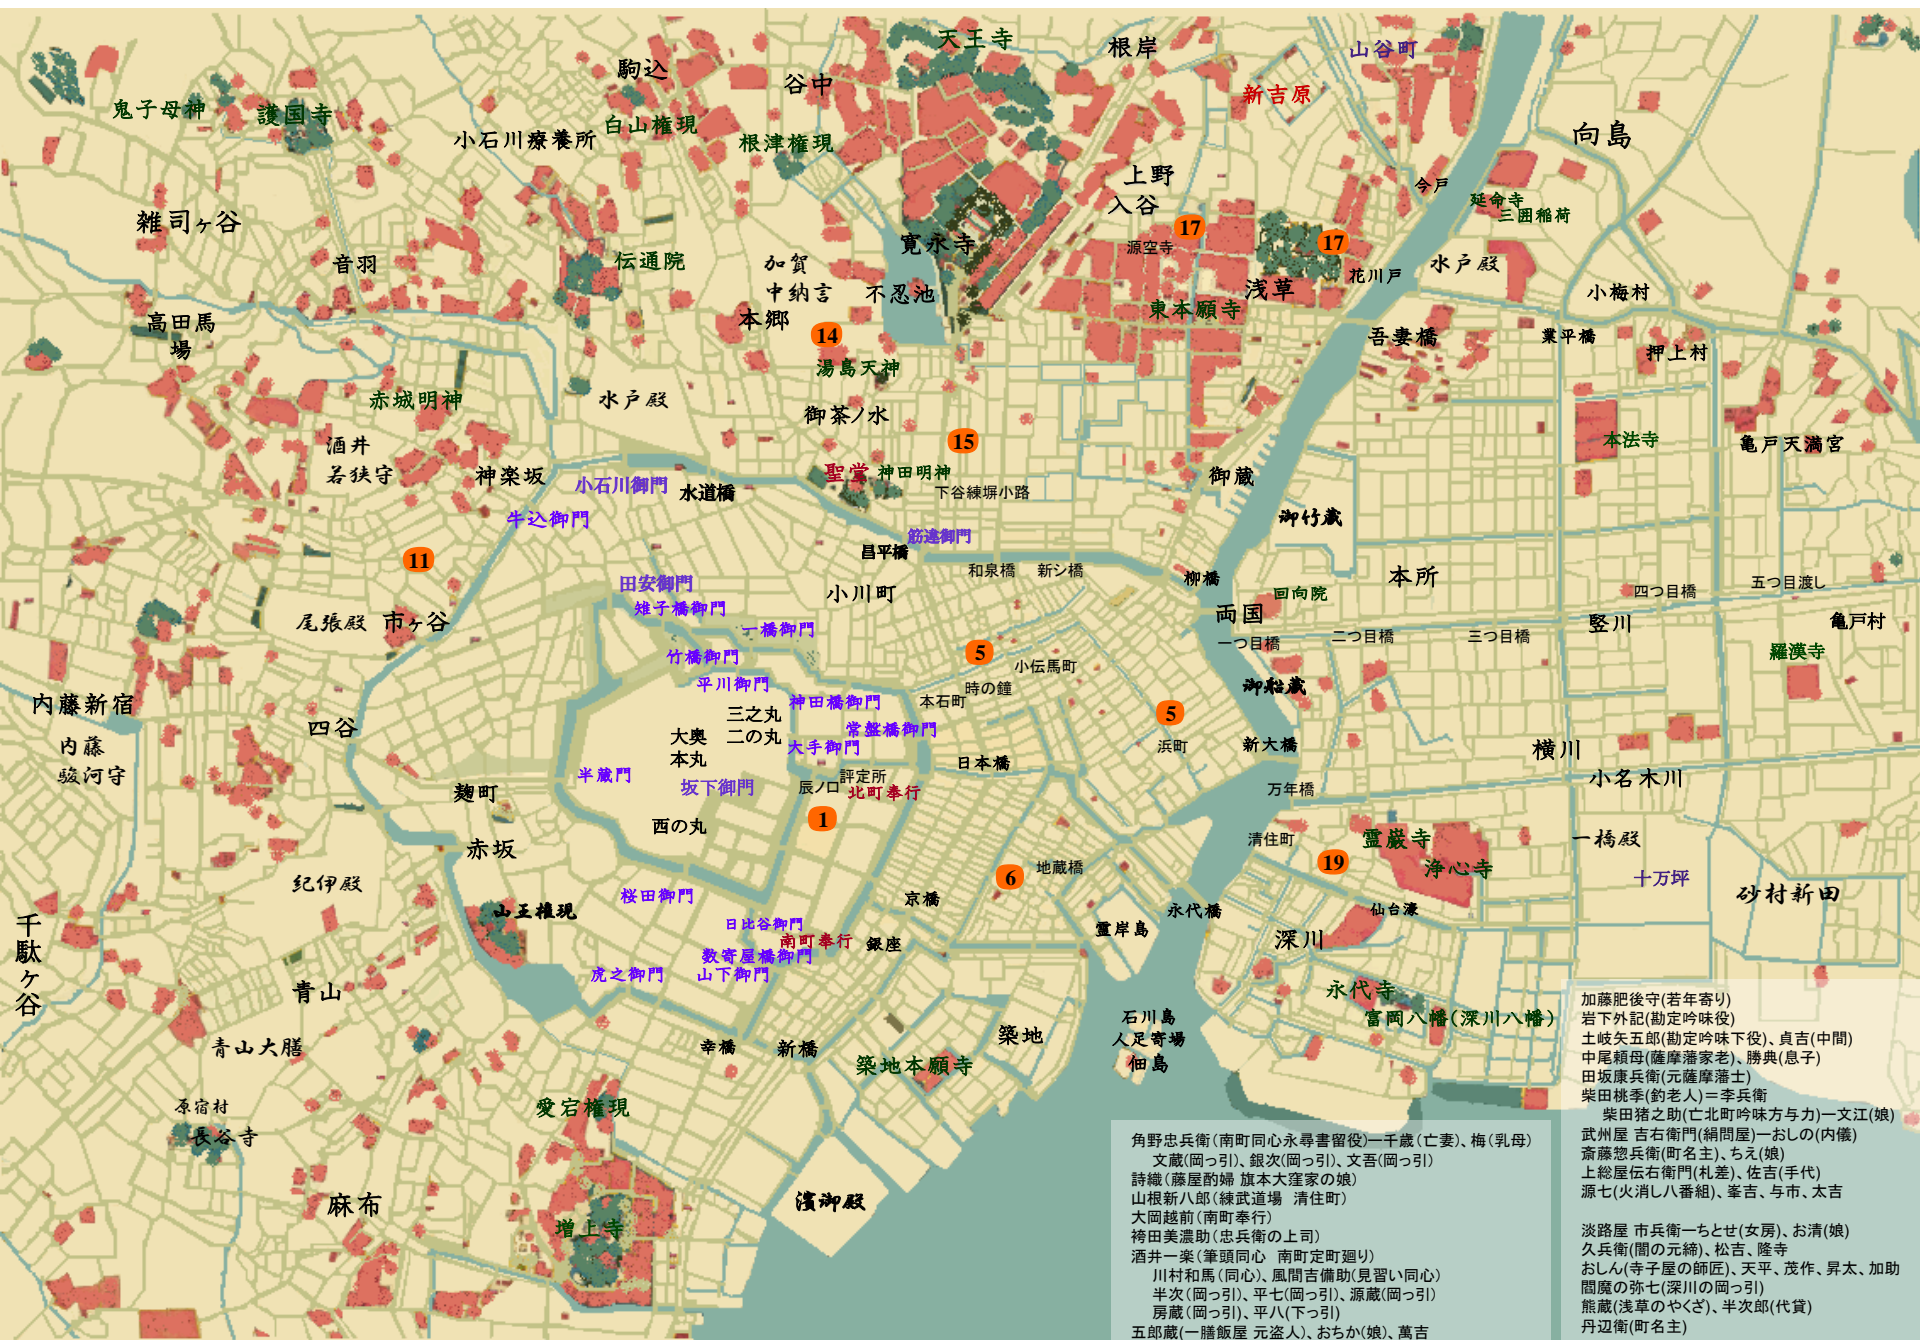 天王寺
根岸
山谷町
駒込
谷中
新吉原
鬼子母神
護国寺
小石川療養所
白山権現
根津権現
向島
上野
入谷
今戸
延命寺
三囲稲荷
雑司ヶ谷
音羽
伝通院
加賀
中納言
寛永寺
不忍池
源空寺
17
17
浅草
花川戸
水戸殿
小梅村
東本願寺
高田馬
場
本郷
14
湯島天神
吾妻橋
業平橋
押上村
赤城明神
水戸殿
御茶ノ水
15
本法寺
亀戸天満宮
酒井
若狭守
神楽坂
小石川御門
水道橋
聖堂
神田明神
下谷練塀小路
御蔵
御竹蔵
牛込御門
11
昌平橋
筋違御門
和泉橋
新シ橋
柳橋
本所
田安御門
雉子橋御門
小川町
両国
回向院
四つ目橋
五つ目渡し
尾張殿
市ヶ谷
一橋御門
一つ目橋
二つ目橋
三つ目橋
竪川
亀戸村
竹橋御門
5
小伝馬町
羅漢寺
平川御門
時の鐘
御船蔵
内藤新宿
神田橋御門
本石町
四谷
三之丸
二の丸
大奥
本丸
常盤橋御門
大手御門
5
浜町
新大橋
内藤
駿河守
横川
半蔵門
坂下御門
評定所
辰ノ口
北町奉行
日本橋
小名木川
麹町
万年橋
西の丸
1
赤坂
清住町
霊巌寺
一橋殿
19
浄心寺
紀伊殿
6
地蔵橋
十万坪
砂村新田
桜田御門
京橋
山王権現
日比谷御門
永代橋
仙台濠
千駄ヶ谷
南町奉行
銀座
霊岸島
深川
数寄屋橋御門
虎之御門
山下御門
青山
永代寺
富岡八幡(深川八幡)
石川島
人足寄場
佃島
青山大膳
幸橋
新橋
築地
築地本願寺
原宿村
長谷寺
愛宕権現
麻布
濱御殿
増上寺
角野忠兵衛(南町同心永尋書留役)ー千歳(亡妻)、梅(乳母)
文蔵(岡っ引)、銀次(岡っ引)、文吾(岡っ引)
詩織(藤屋酌婦 旗本大窪家の娘)
山根新八郎(練武道場 清住町)
大岡越前(南町奉行)
袴田美濃助(忠兵衛の上司)
酒井一楽(筆頭同心 南町定町廻り)
川村和馬(同心)、風間吉備助(見習い同心)
半次(岡っ引)、平七(岡っ引)、源蔵(岡っ引)
房蔵(岡っ引)、平八(下っ引)
五郎蔵(一膳飯屋 元盗人)、おちか(娘)、萬吉
加藤肥後守(若年寄り)
岩下外記(勘定吟味役)
土岐矢五郎(勘定吟味下役)、貞吉(中間)
中尾頼母(薩摩藩家老)、勝典(息子)
田坂康兵衛(元薩摩藩士)
柴田桃季(釣老人)＝李兵衛
柴田猪之助(亡北町吟味方与力)ー文江(娘)
武州屋 吉右衛門(絹問屋)ーおしの(内儀)
斎藤惣兵衛(町名主)、ちえ(娘)
上総屋伝右衛門(札差)、佐吉(手代)
源七(火消し八番組)、峯吉、与市、太吉
淡路屋 市兵衛ーちとせ(女房)、お清(娘)
久兵衛(闇の元締)、松吉、隆寺
おしん(寺子屋の師匠)、天平、茂作、昇太、加助
閻魔の弥七(深川の岡っ引)
熊蔵(浅草のやくざ)、半次郎(代貸)
丹辺衛(町名主)